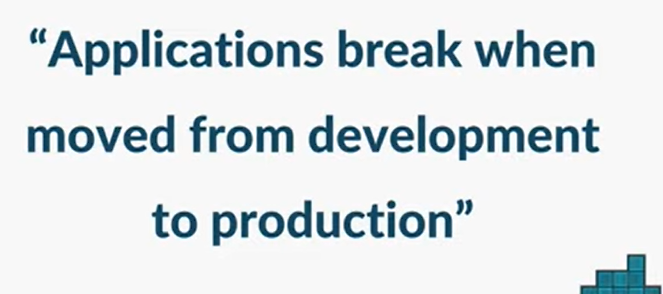 “Applications break when
moved from development
to production”